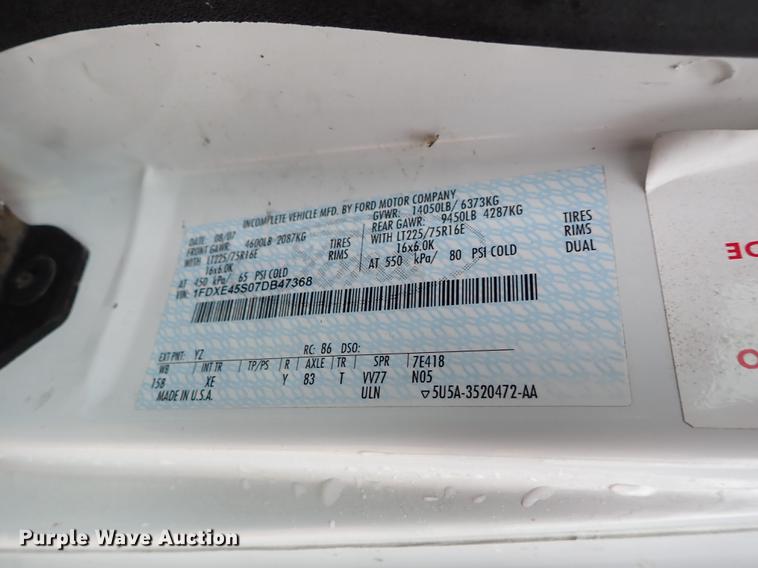 INCOMPLETE VEHICLE MFD. BY FORD MOTOR COMPANY
DATE: 08/07 GVWR: 14050LB/ 6373KG
FRONT GAWR: 4600LB 2087KG REAR GAWR: 9450LB 4287KG
WITH LT225/75R16E TIRES WITH LT225/75R16E TIRES
16x6.0K RIMS 16x6.0K RIMS
AT 450 kPa/ 65 PSI COLD AT 550 kPa/ 80 PSI COLD DUAL
VIN: 1FDXE45S07DB47368
EXT PNT: YZ RC: 86 DSO:
WB INT TR TP/PS R AXLE TR SPR 7E418
158 XE Y 83 T VV77 N05
MADE IN U.S.A. ULN ▽5U5A-3520472-AA
DE
O
Purple Wave Auction